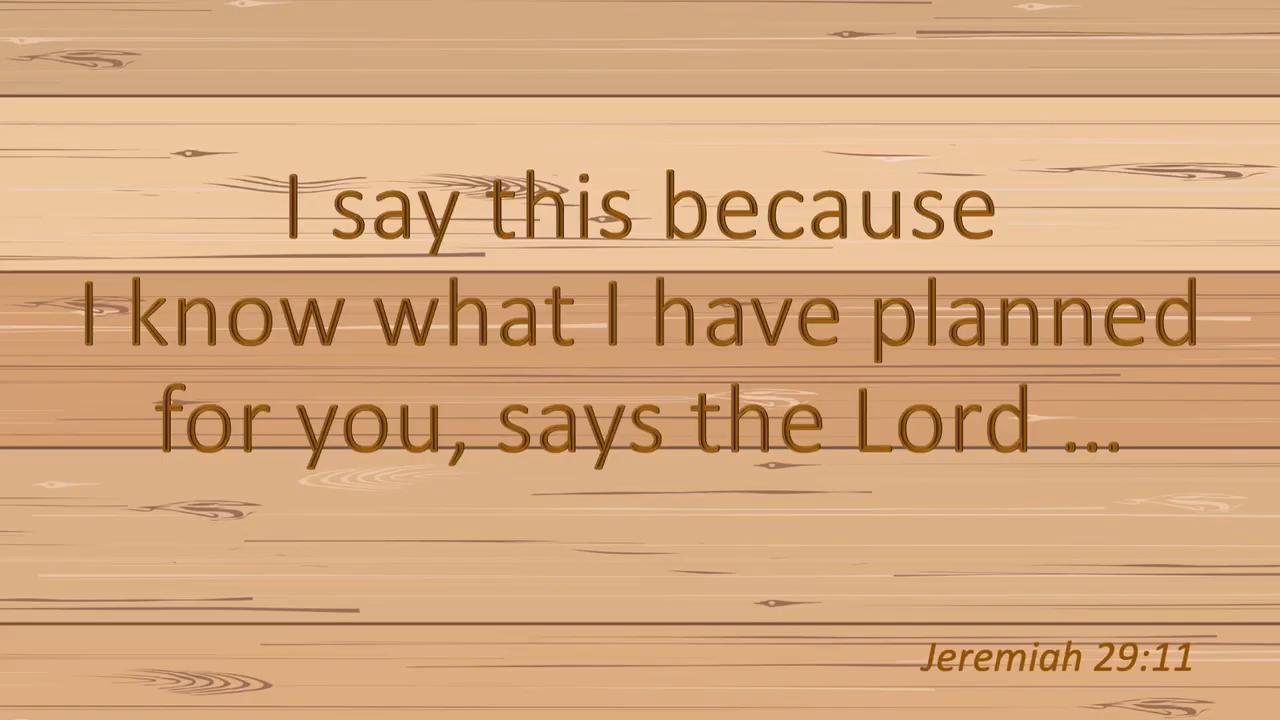 I say this because
I know what I have planned
for you, says the Lord ...
Jeremiah 29:11